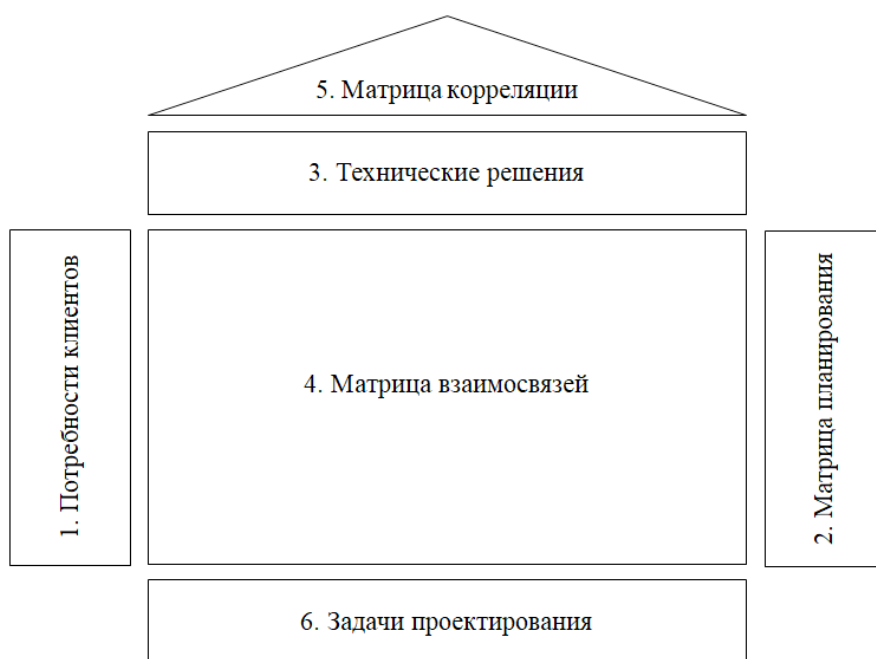 5. Матрица корреляции
3. Технические решения
1. Потребности клиентов
4. Матрица взаимосвязей
2. Матрица планирования
6. Задачи проектирования